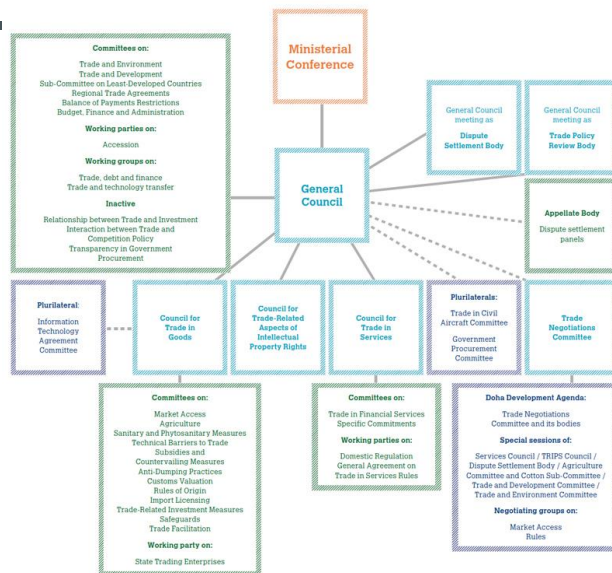 Ministerial
Conference
Committees on:
Trade and Environment
Trade and Development
Sub-Committee on Least-Developed Countries
Regional Trade Agreements
Balance of Payments Restrictions
Budget, Finance and Administration
Working parties on:
Accession
Working groups on:
Trade, debt and finance
Trade and technology transfer
Inactive
Relationship between Trade and Investment
Interaction between Trade and
Competition Policy
Transparency in Government
Procurement
General Council
meeting as
Dispute
Settlement Body
General Council
meeting as
Trade Policy
Review Body
General
Council
Appellate Body
Dispute settlement
panels
Plurilateral:
Information
Technology
Agreement
Committee
Council for
Trade in
Goods
Council for
Trade-Related
Aspects of
Intellectual
Property Rights
Council for
Trade in
Services
Plurilaterals:
Trade in Civil
Aircraft Committee
Government
Procurement
Committee
Trade
Negotiations
Committee
Committees on:
Market Access
Agriculture
Sanitary and Phytosanitary Measures
Technical Barriers to Trade
Subsidies and
Countervailing Measures
Anti-Dumping Practices
Customs Valuation
Rules of Origin
Import Licensing
Trade-Related Investment Measures
Safeguards
Trade Facilitation
Working party on:
State Trading Enterprises
Committees on:
Trade in Financial Services
Specific Commitments
Working parties on:
Domestic Regulation
General Agreement on
Trade in Services Rules
Doha Development Agenda:
Trade Negotiations
Committee and its bodies
Special sessions of:
Services Council / TRIPS Council /
Dispute Settlement Body / Agriculture
Committee and Cotton Sub-Committee /
Trade and Development Committee /
Trade and Environment Committee
Negotiating groups on:
Market Access
Rules